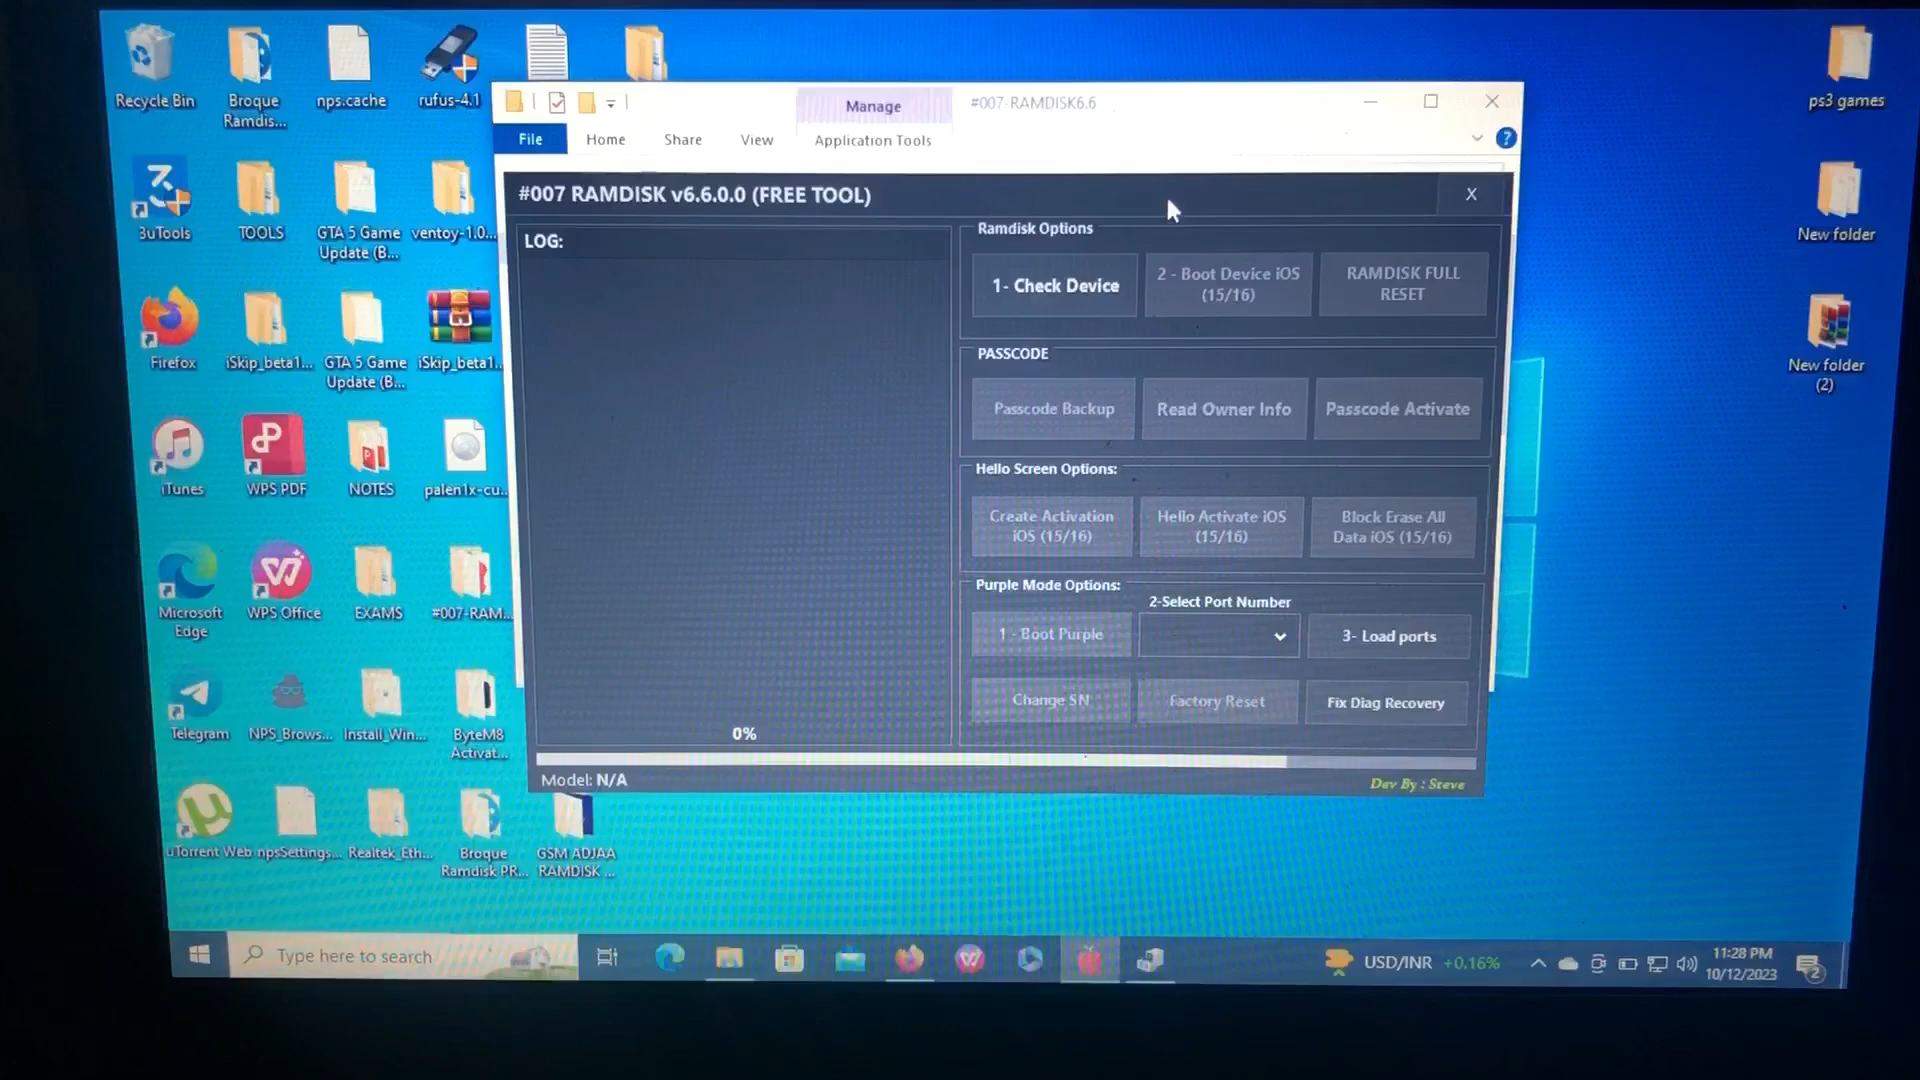 Recycle Bin
Broque
Ramdis...
nps.cache
rufus-4.1
3uTools
TOOLS
GTA 5 Game
Update (B...
ventoy-1.0...
Firefox
iSkip_beta1...
GTA 5 Game
Update (B...
iSkip_beta1...
iTunes
WPS PDF
NOTES
palen1x-cu...
Microsoft
Edge
WPS Office
EXAMS
#007-RAM...
Telegram
NPS_Brows...
Install_Win...
ByteM8
Activat...
uTorrent Web
npsSettings...
Realtek_Eth...
Broque
Ramdisk PR...
GSM ADJAA
RAMDISK ...
ps3 games
New folder
New folder
(2)
Manage
#007-RAMDISK6.6
File
Home
Share
View
Application Tools
#007 RAMDISK v6.6.0.0 (FREE TOOL)
X
LOG:
Ramdisk Options
1- Check Device
2 - Boot Device iOS
(15/16)
RAMDISK FULL
RESET
PASSCODE
Passcode Backup
Read Owner Info
Passcode Activate
Hello Screen Options:
Create Activation
iOS (15/16)
Hello Activate iOS
(15/16)
Block Erase All
Data iOS (15/16)
Purple Mode Options:
2-Select Port Number
1 - Boot Purple
3- Load ports
Change SN
Factory Reset
Fix Diag Recovery
0%
Model: N/A
Dev By : Steve
Type here to search
USD/INR +0,16%
11:28 PM
10/12/2023
2